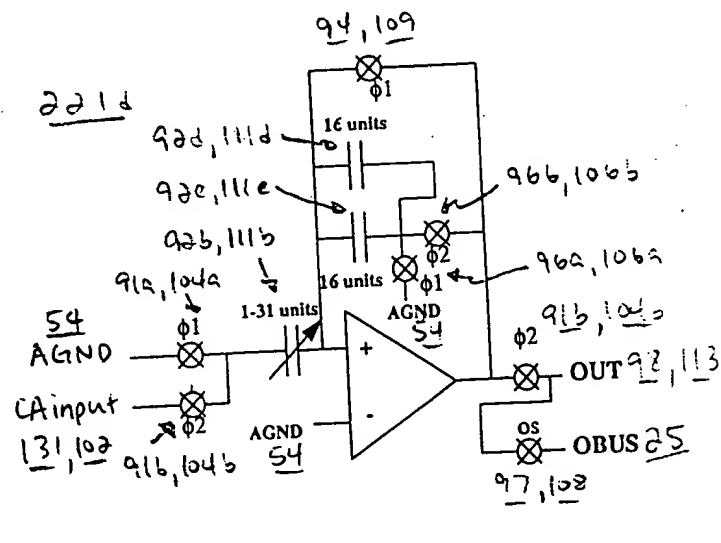 94, 109
φ1
221d
16 units
92d, 111d
92e, 111e
96b, 106b
92b, 111b
φ2
91a, 104a
16 units
φ1
96a, 106a
1-31 units
AGND
54
54
φ1
91b, 104b
AGND
+
φ2
OUT 98, 113
CAinput
-
φ2
131, 102
AGND
OS
OBUS 25
91b, 104b
54
97, 108